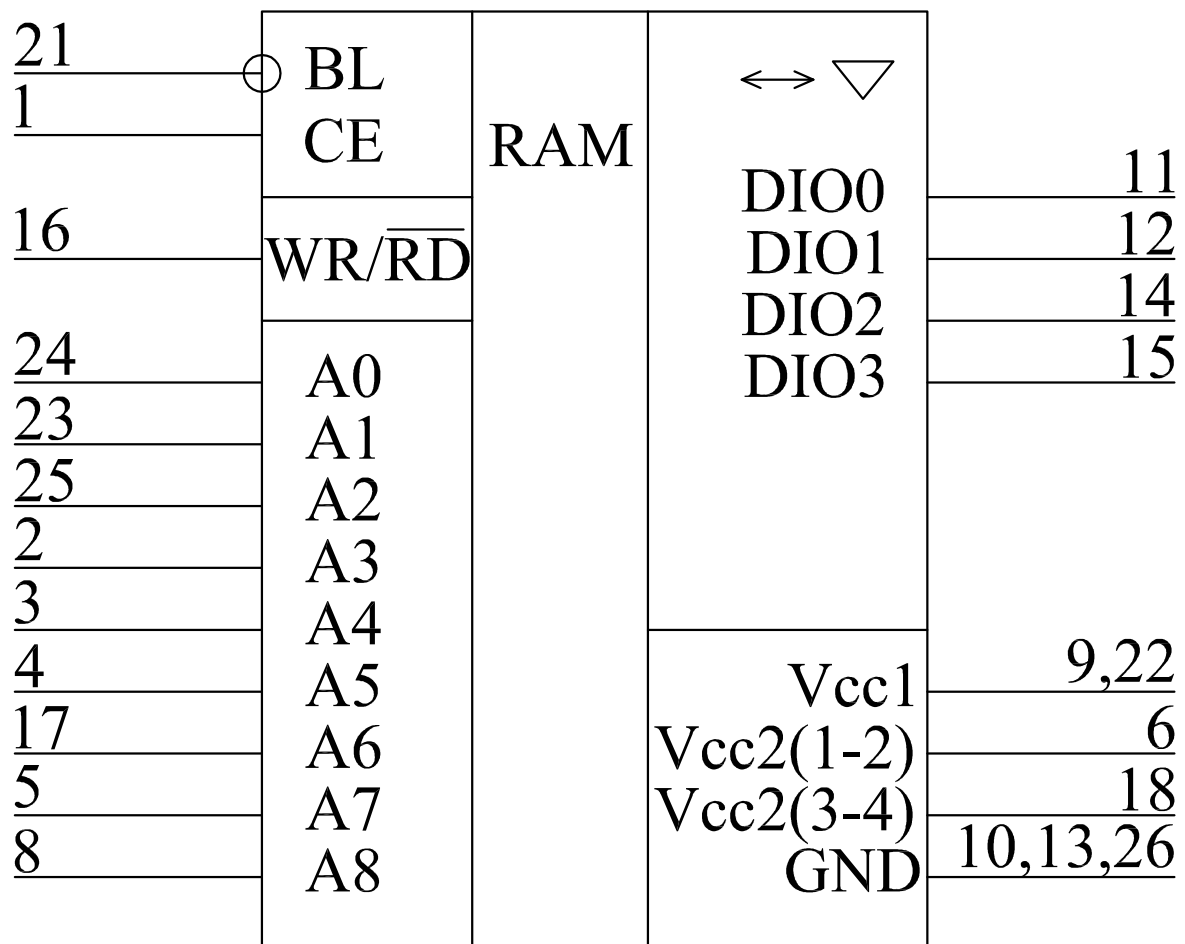 21 BL
1 CE
RAM
DIO0 11
16 WR/R̅D̅
DIO1 12
DIO2 14
24 A0
DIO3 15
23 A1
25 A2
2 A3
3 A4
4 A5
Vcc1 9,22
17 A6
Vcc2(1-2) 6
5 A7
Vcc2(3-4) 18
8 A8
GND 10,13,26